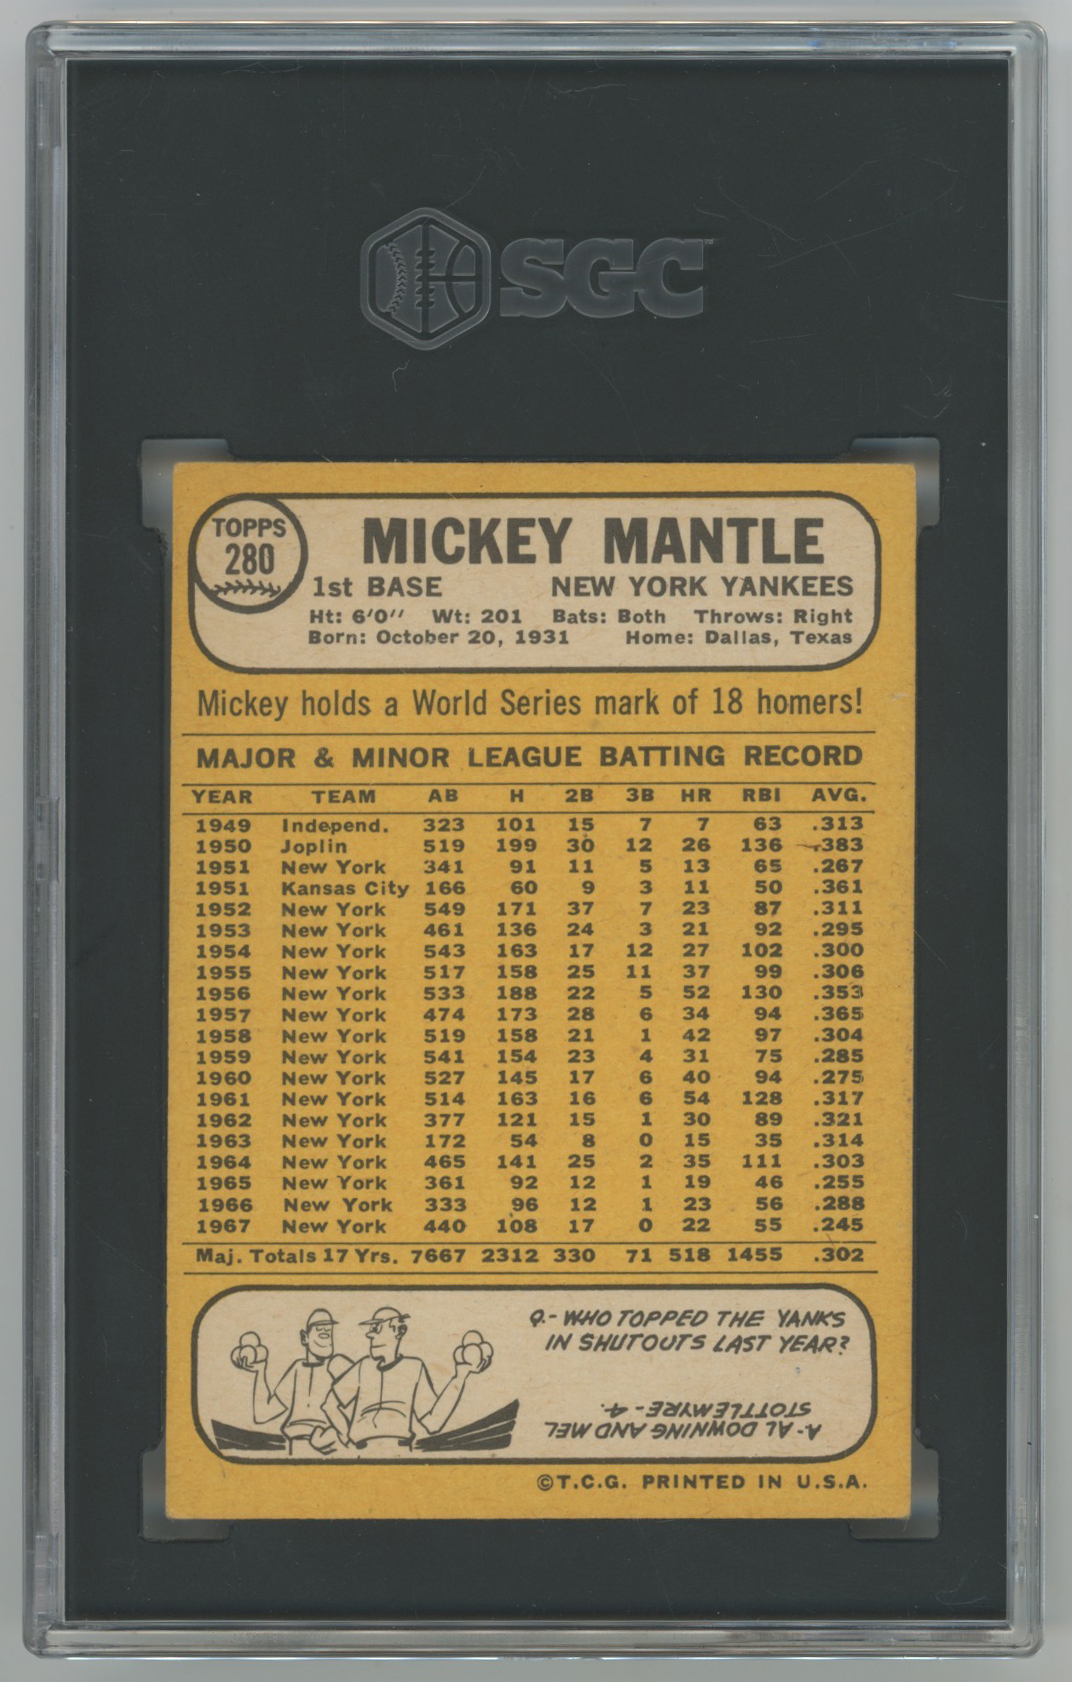 SGC
TOPPS
280
MICKEY MANTLE
1st BASE NEW YORK YANKEES
Ht: 6'0'' Wt: 201 Bats: Both Throws: Right
Born: October 20, 1931 Home: Dallas, Texas
Mickey holds a World Series mark of 18 homers!
MAJOR & MINOR LEAGUE BATTING RECORD
YEAR TEAM AB H 2B 3B HR RBI AVG.
1949 Independ. 323 101 15 7 7 63 .313
1950 Joplin 519 199 30 12 26 136 .383
1951 New York 341 91 11 5 13 65 .267
1951 Kansas City 166 60 9 3 11 50 .361
1952 New York 549 171 37 7 23 87 .311
1953 New York 461 136 24 3 21 92 .295
1954 New York 543 163 17 12 27 102 .300
1955 New York 517 158 25 11 37 99 .306
1956 New York 533 188 22 5 52 130 .353
1957 New York 474 173 28 6 34 94 .365
1958 New York 519 158 21 1 42 97 .304
1959 New York 541 154 23 4 31 75 .285
1960 New York 527 145 17 6 40 94 .275
1961 New York 514 163 16 6 54 128 .317
1962 New York 377 121 15 1 30 89 .321
1963 New York 172 54 8 0 15 35 .314
1964 New York 465 141 25 2 35 111 .303
1965 New York 361 92 12 1 19 46 .255
1966 New York 333 96 12 1 23 56 .288
1967 New York 440 108 17 0 22 55 .245
Maj. Totals 17 Yrs. 7667 2312 330 71 518 1455 .302
Q.- WHO TOPPED THE YANKS
IN SHUTOUTS LAST YEAR?
A- AL DOWNING AND MEL
STOTTLEMYRE - 4.
©T.C.G. PRINTED IN U.S.A.